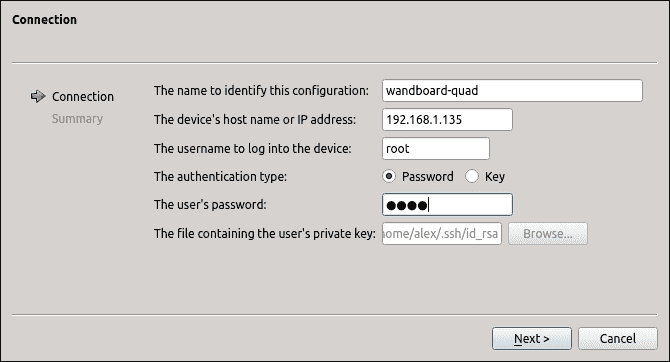 Connection
Connection
Summary
The name to identify this configuration: wandboard-quad
The device's host name or IP address: 192.168.1.135
The username to log into the device: root
The authentication type: Password Key
The user's password: ●●●●
The file containing the user's private key: home/alex/.ssh/id_rsa Browse...
Next > Cancel